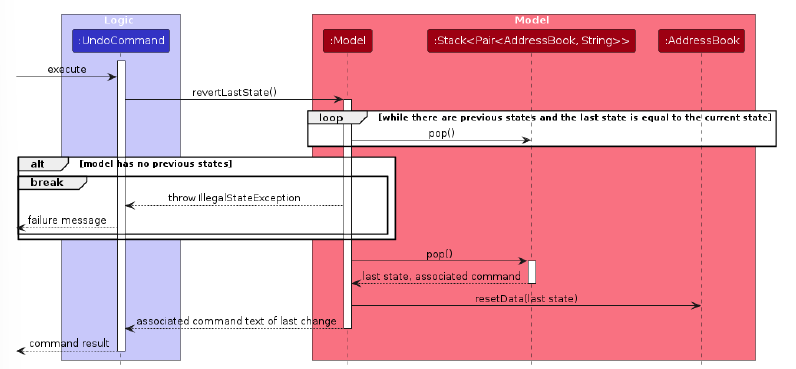 Logic
Model
:UndoCommand
:Model
:Stack<Pair<AddressBook, String>>
:AddressBook
execute
revertLastState()
loop
[while there are previous states and the last state is equal to the current state]
pop()
alt
[model has no previous states]
break
throw IllegalStateException
failure message
pop()
last state, associated command
resetData(last state)
associated command text of last change
command result